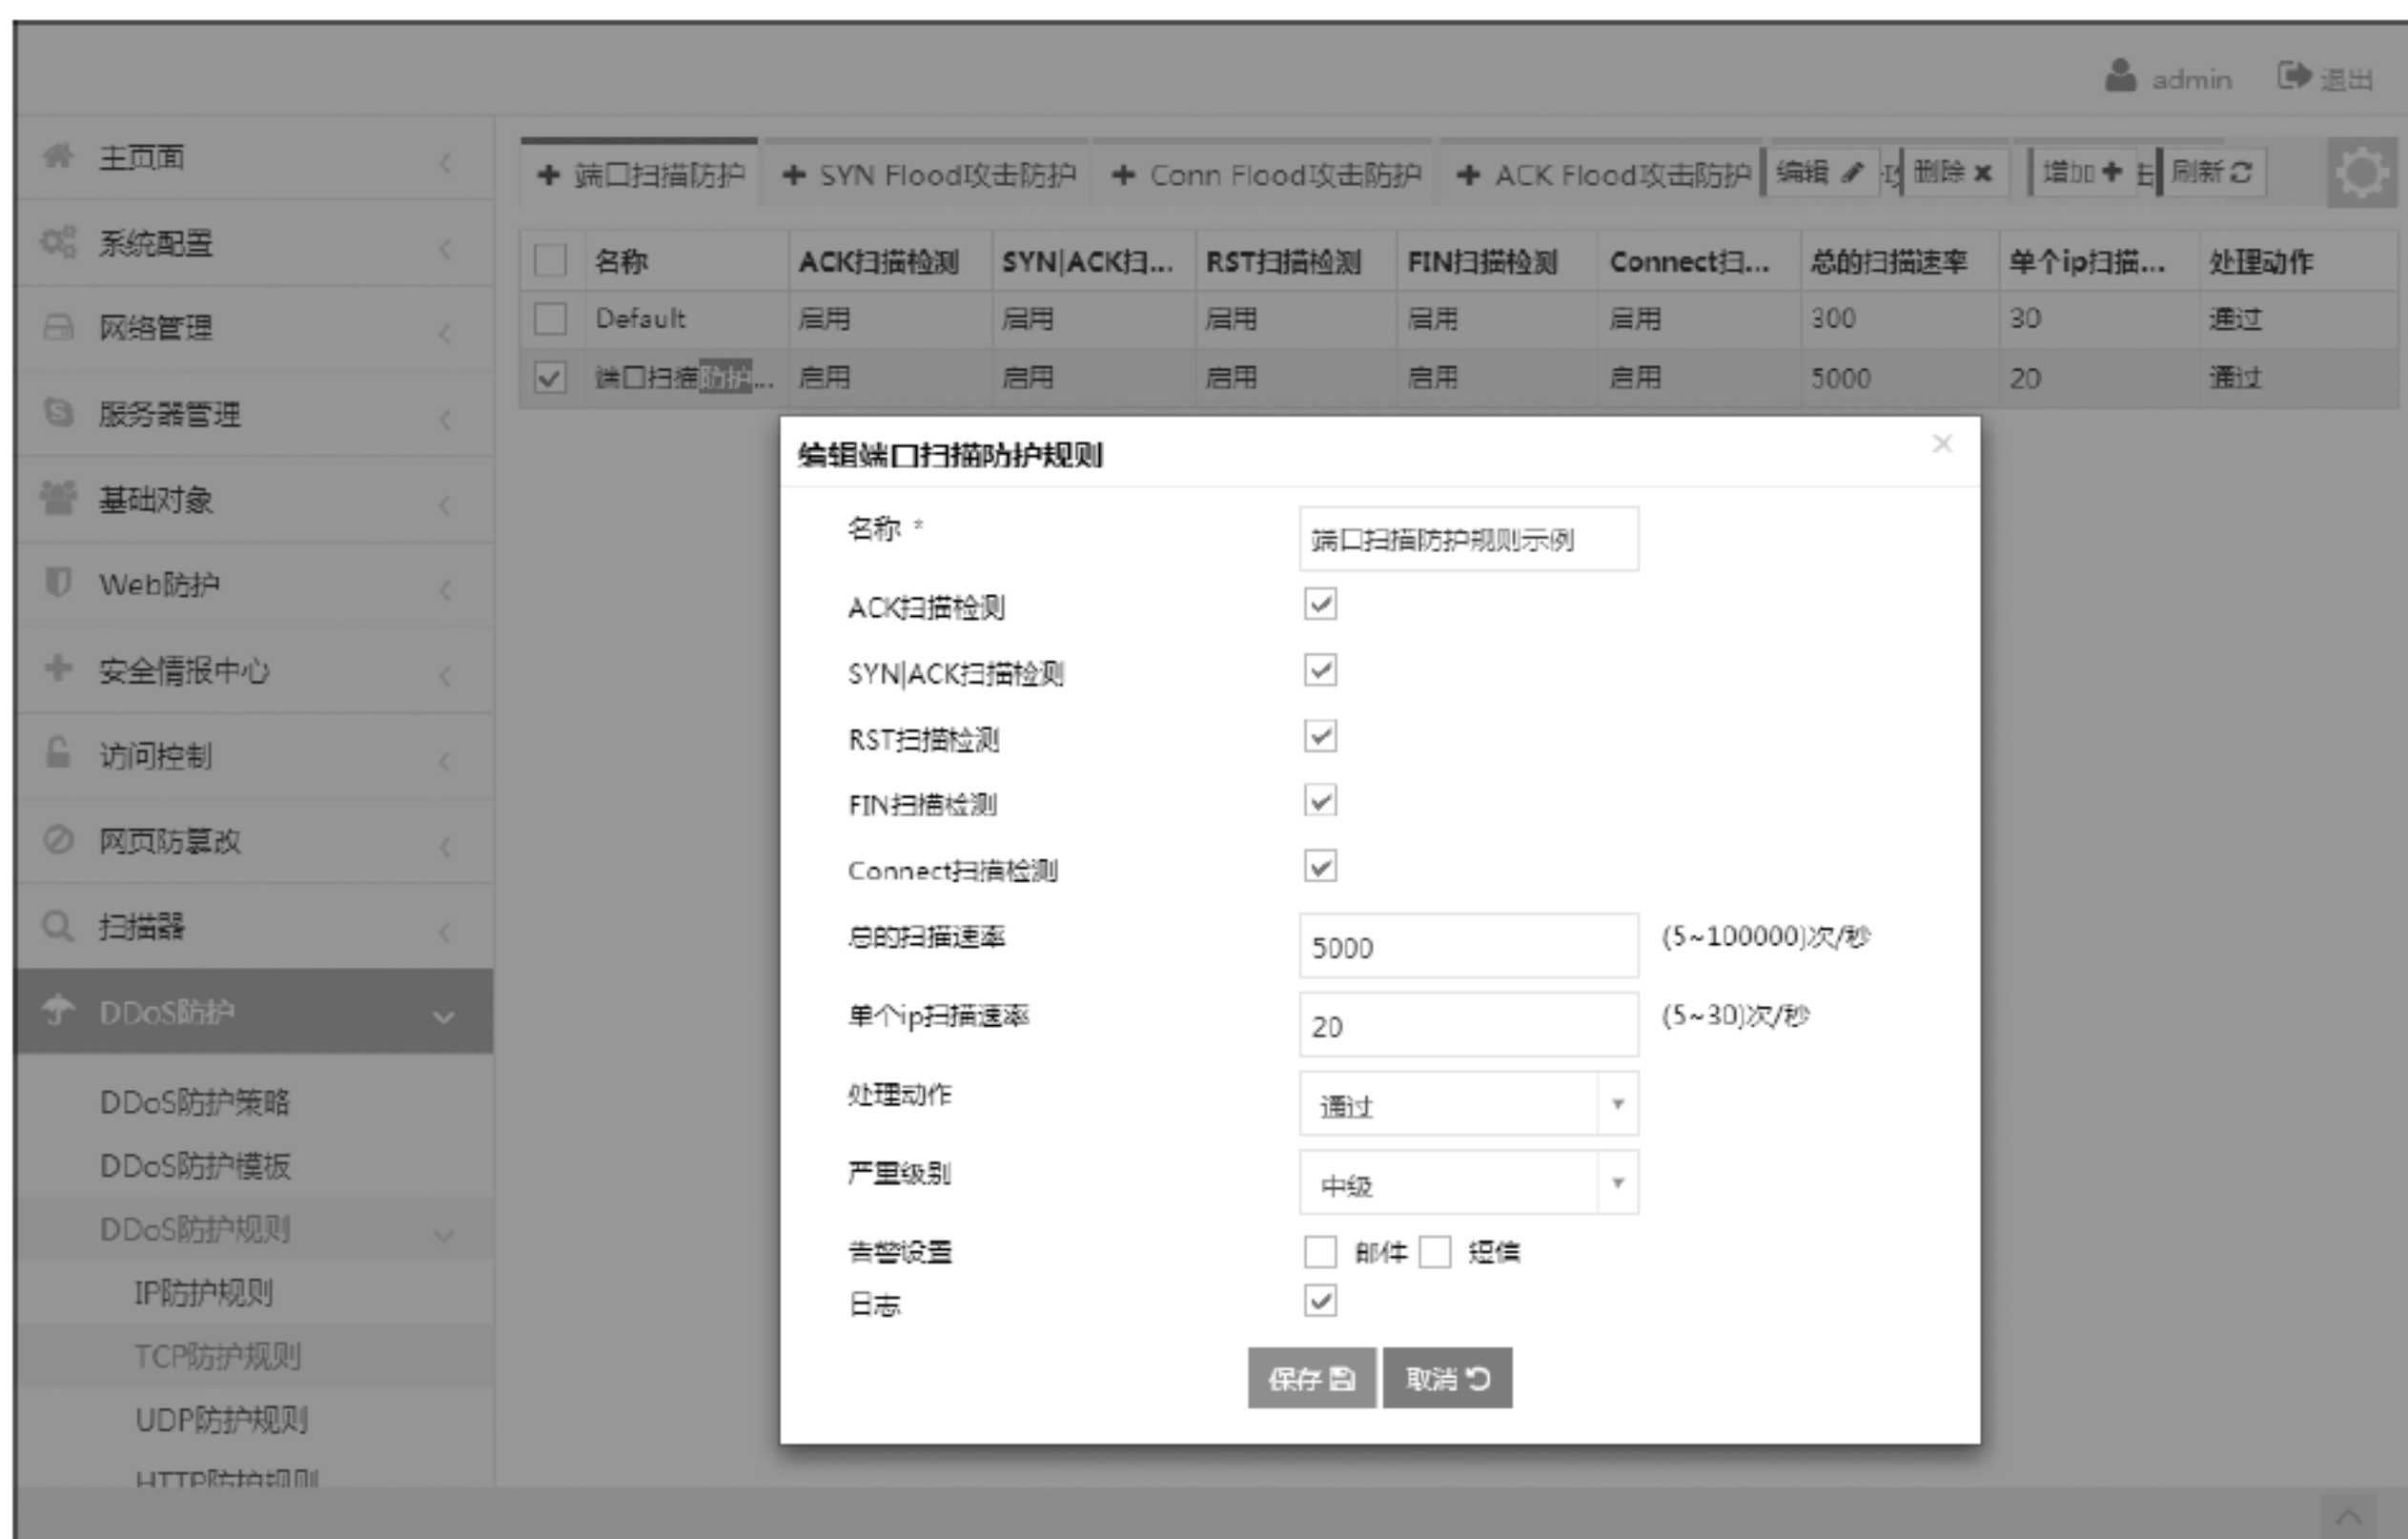 admin 退出
主页面
系统配置
网络管理
服务器管理
基础对象
Web防护
安全情报中心
访问控制
网页防篡改
扫描器
DDoS防护
DDoS防护策略
DDoS防护模板
DDoS防护规则
IP防护规则
TCP防护规则
UDP防护规则
HTTP防护规则
端口扫描防护 SYN Flood攻击防护 Conn Flood攻击防护 ACK Flood攻击防护 编辑 删除 增加 击 刷新
名称 ACK扫描检测 SYN|ACK扫... RST扫描检测 FIN扫描检测 Connect扫... 总的扫描速率 单个ip扫描... 处理动作
Default 启用 启用 启用 启用 启用 300 30 通过
端口扫描防护... 启用 启用 启用 启用 启用 5000 20 通过
编辑端口扫描防护规则
名称 * 端口扫描防护规则示例
ACK扫描检测
SYN|ACK扫描检测
RST扫描检测
FIN扫描检测
Connect扫描检测
总的扫描速率 5000 (5~100000)次/秒
单个ip扫描速率 20 (5~30)次/秒
处理动作 通过
严重级别 中级
告警设置 邮件 短信
日志
保存 取消